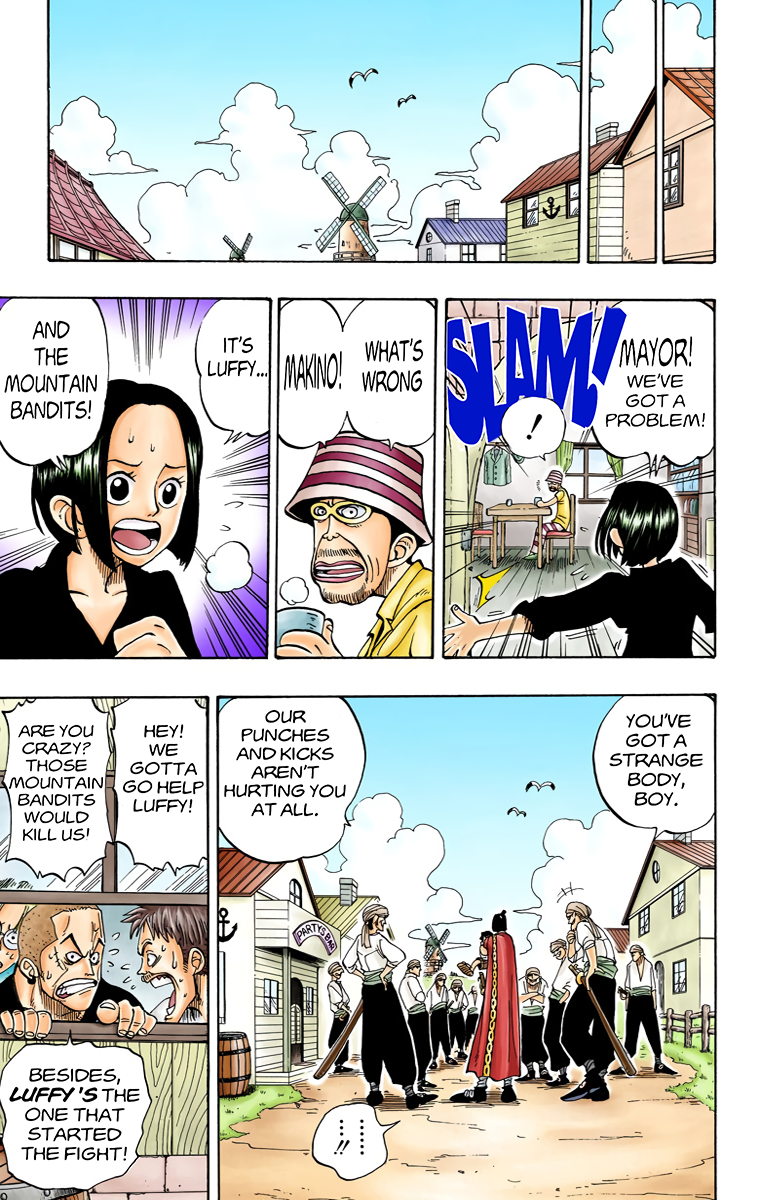 MAYOR!
WE'VE
GOT A
PROBLEM!
SLAM!
!
WHAT'S
WRONG
MAKINO!
IT'S
LUFFY...
AND
THE
MOUNTAIN
BANDITS!
YOU'VE
GOT A
STRANGE
BODY,
BOY.
OUR
PUNCHES
AND KICKS
AREN'T
HURTING YOU
AT ALL.
PARTYS BAR
......
......
!!
HEY!
WE
GOTTA
GO HELP
LUFFY!
ARE YOU
CRAZY?
THOSE
MOUNTAIN
BANDITS
WOULD
KILL US!
BESIDES,
LUFFY'S THE
ONE THAT
STARTED
THE FIGHT!